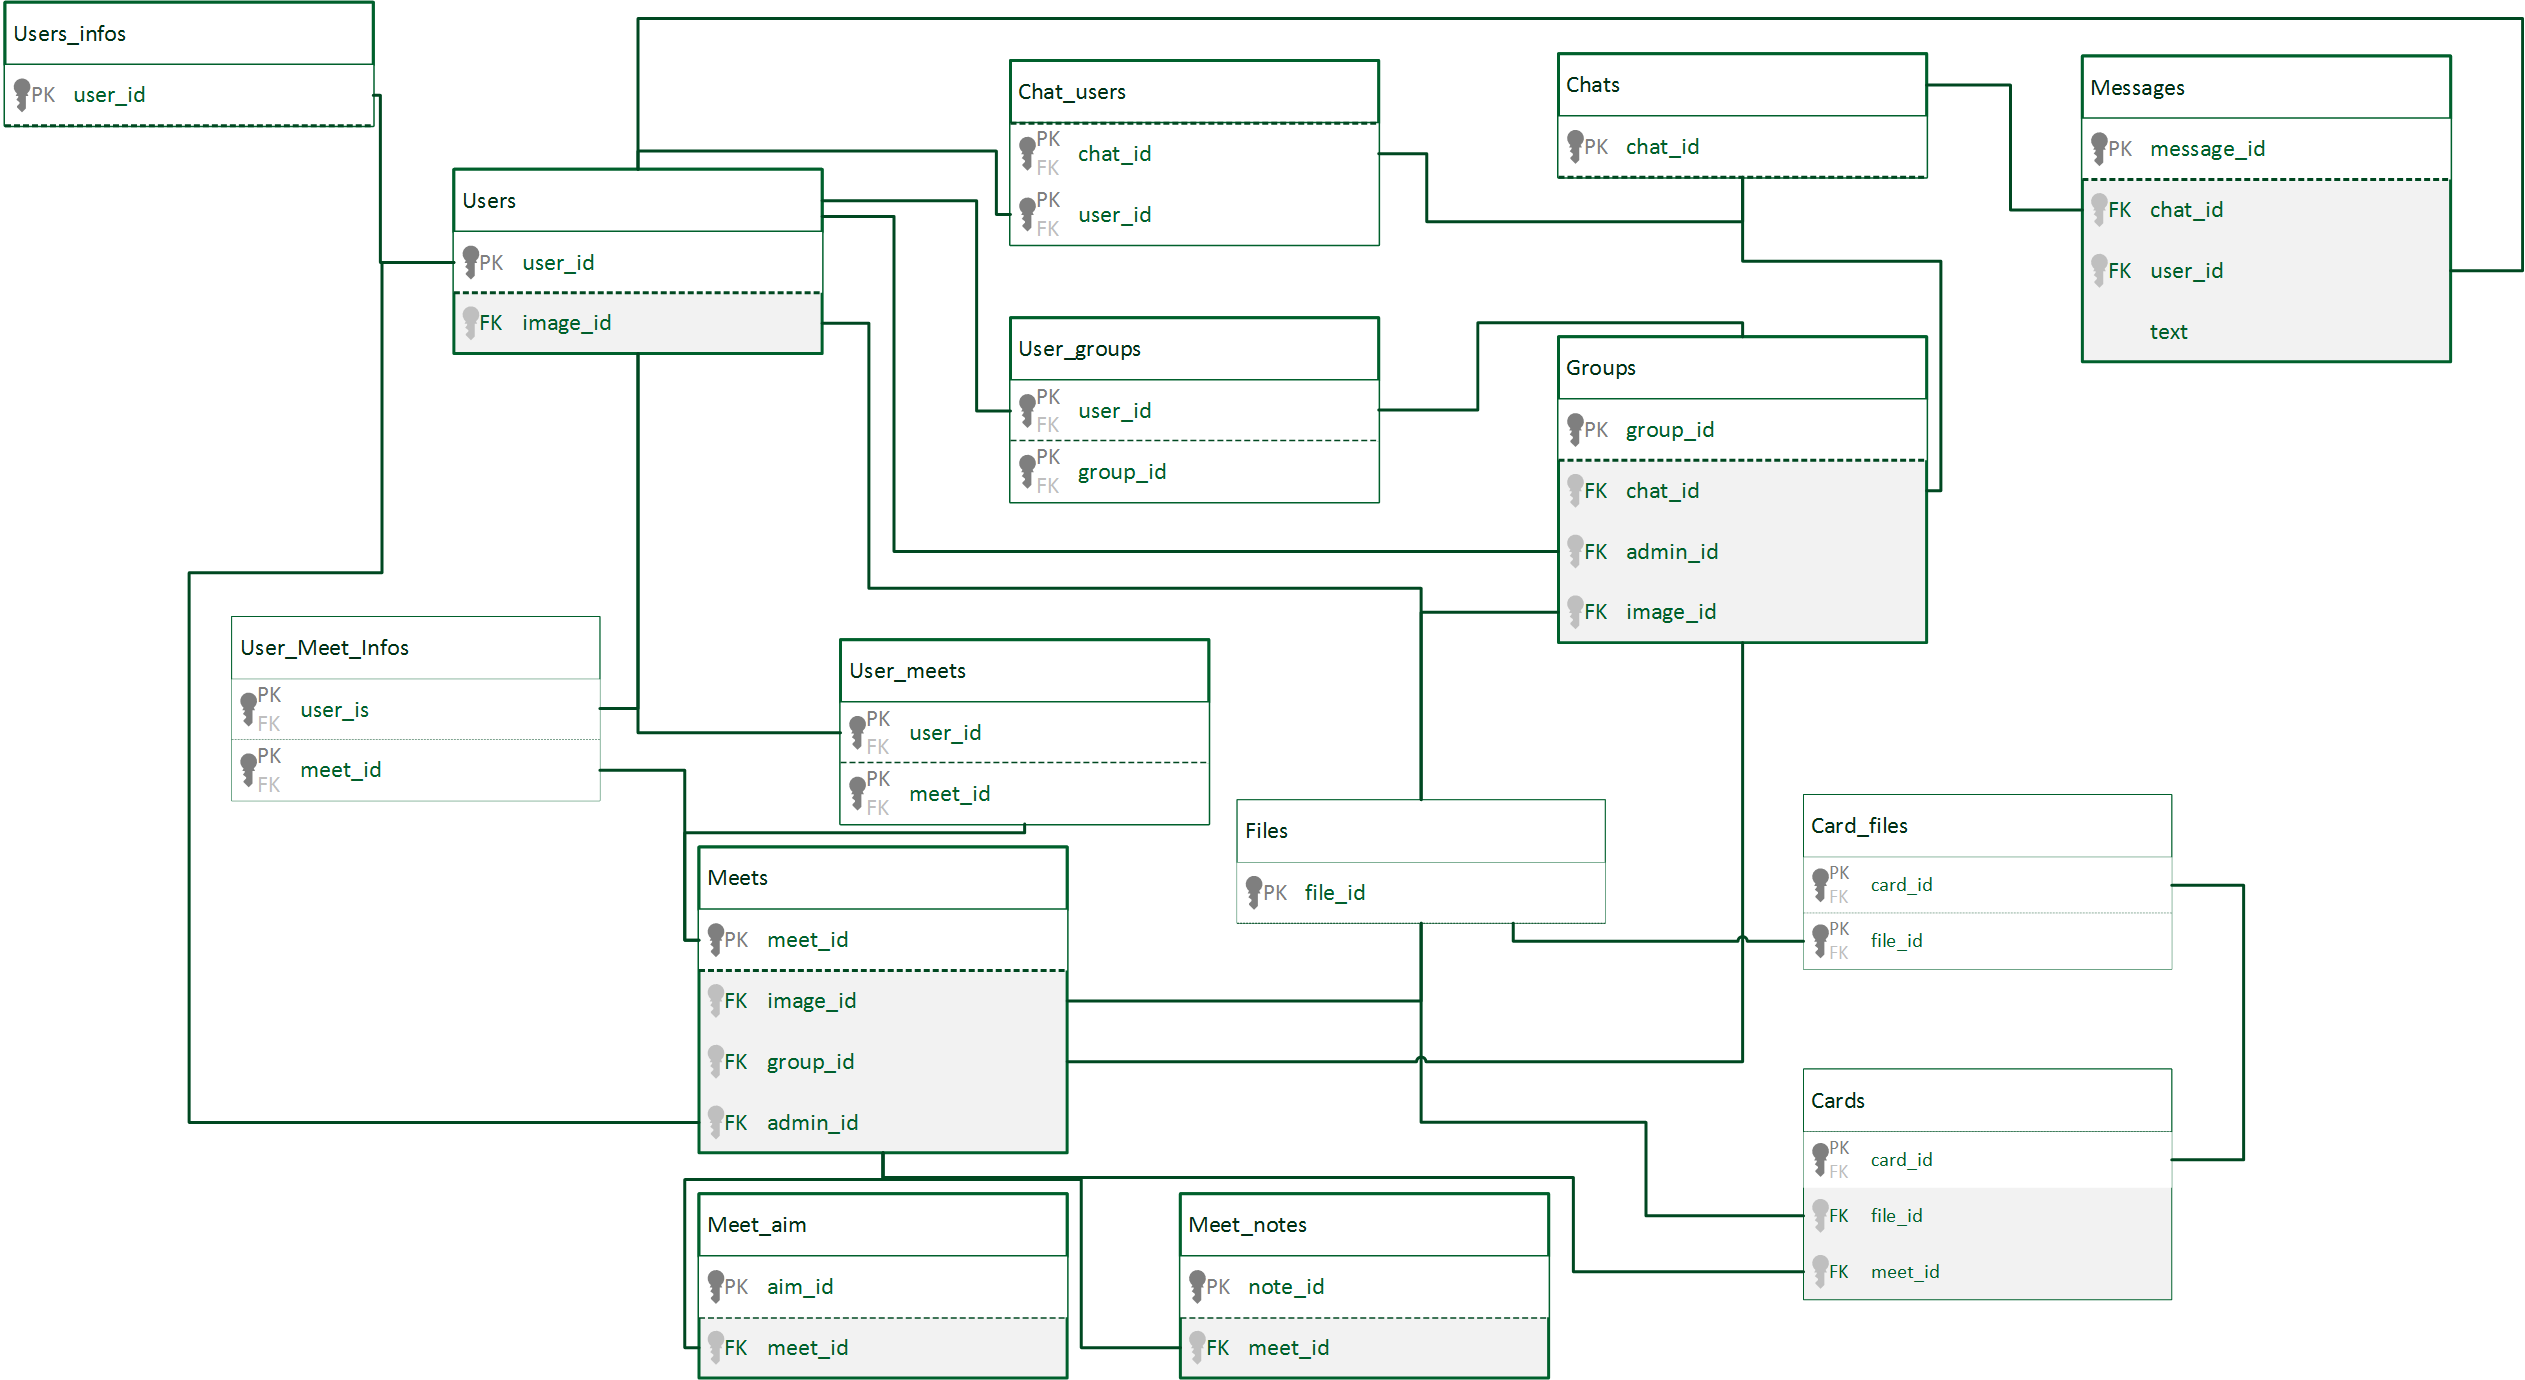 Users_infos
PK user_id
Users
PK user_id
FK image_id
Chat_users
PK
FK
chat_id
PK
FK
user_id
Chats
PK chat_id
Messages
PK message_id
FK chat_id
FK user_id
text
User_groups
PK
FK
user_id
PK
FK
group_id
Groups
PK group_id
FK chat_id
FK admin_id
FK image_id
User_Meet_Infos
PK
FK
user_is
PK
FK
meet_id
User_meets
PK
FK
user_id
PK
FK
meet_id
Files
PK file_id
Card_files
PK
FK
card_id
PK
FK
file_id
Meets
PK meet_id
FK image_id
FK group_id
FK admin_id
Cards
PK
FK
card_id
FK file_id
FK meet_id
Meet_aim
PK aim_id
FK meet_id
Meet_notes
PK note_id
FK meet_id